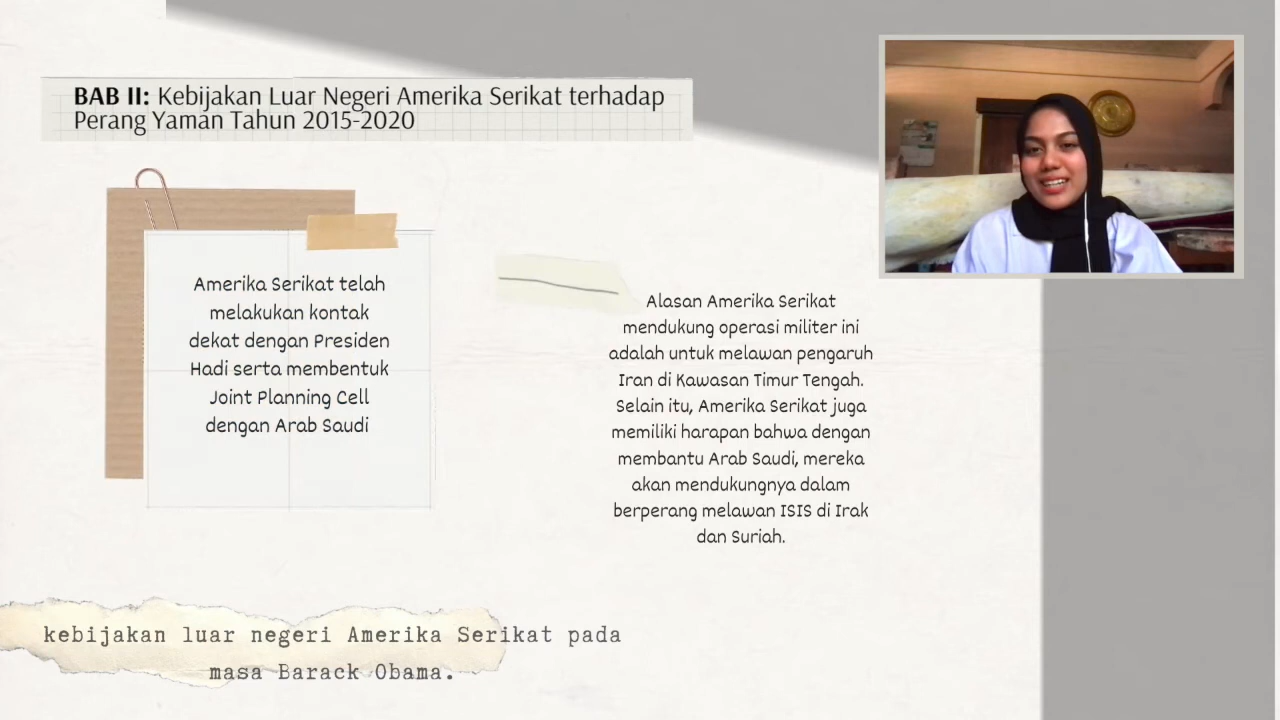 BAB II: Kebijakan Luar Negeri Amerika Serikat terhadap
Perang Yaman Tahun 2015-2020
Amerika Serikat telah
melakukan kontak
dekat dengan Presiden
Hadi serta membentuk
Joint Planning Cell
dengan Arab Saudi
Alasan Amerika Serikat
mendukung operasi militer ini
adalah untuk melawan pengaruh
Iran di Kawasan Timur Tengah.
Selain itu, Amerika Serikat juga
memiliki harapan bahwa dengan
membantu Arab Saudi, mereka
akan mendukungnya dalam
berperang melawan ISIS di Irak
dan Suriah.
kebijakan luar negeri Amerika Serikat pada
masa Barack Obama.